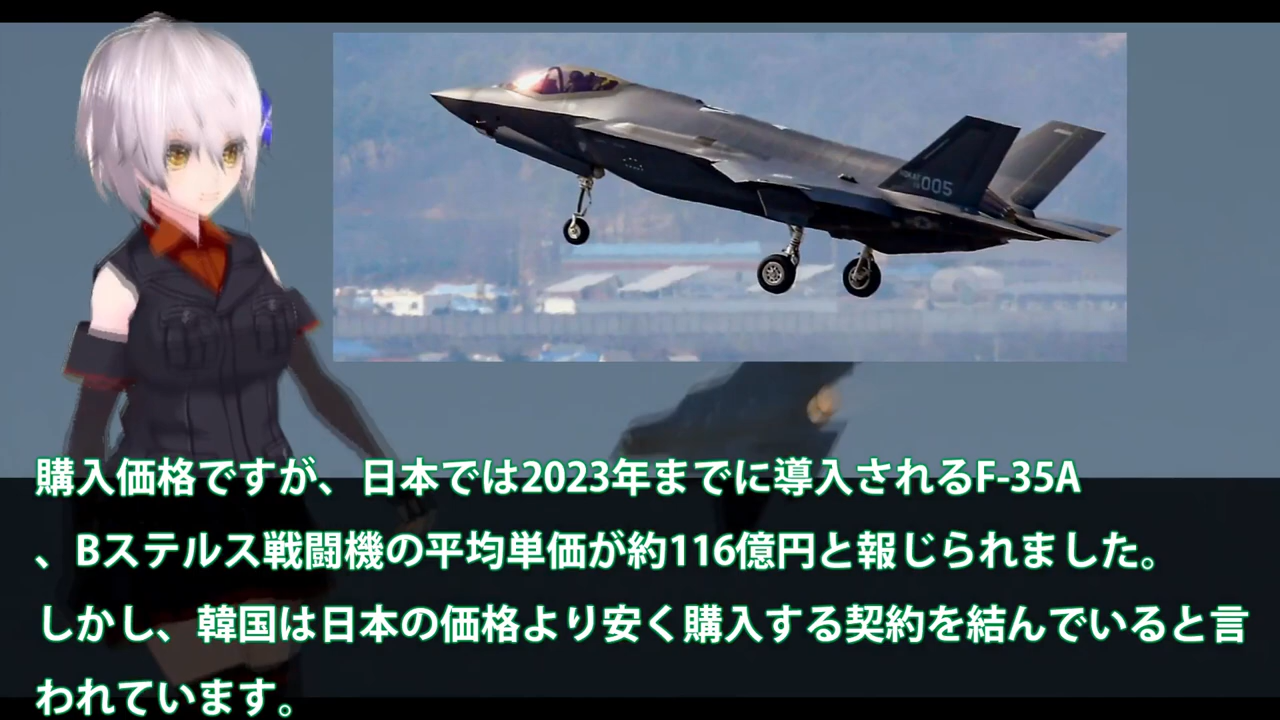 005
購入価格ですが、日本では2023年までに導入されるF-35A
、Bステルス戦闘機の平均単価が約116億円と報じられました。
しかし、韓国は日本の価格より安く購入する契約を結んでいると言
われています。